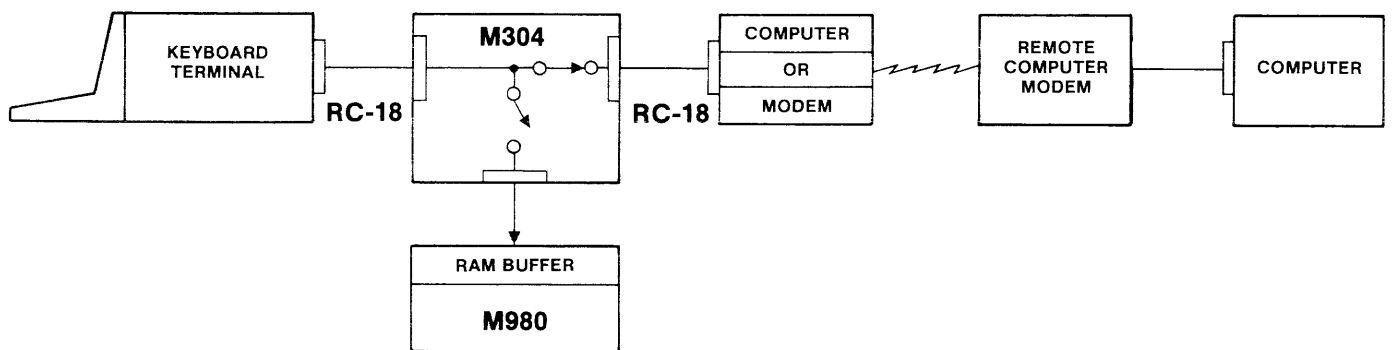 KEYBOARD
TERMINAL
RC-18
M304
RC-18
COMPUTER
OR
MODEM
REMOTE
COMPUTER
MODEM
COMPUTER
RAM BUFFER
M980